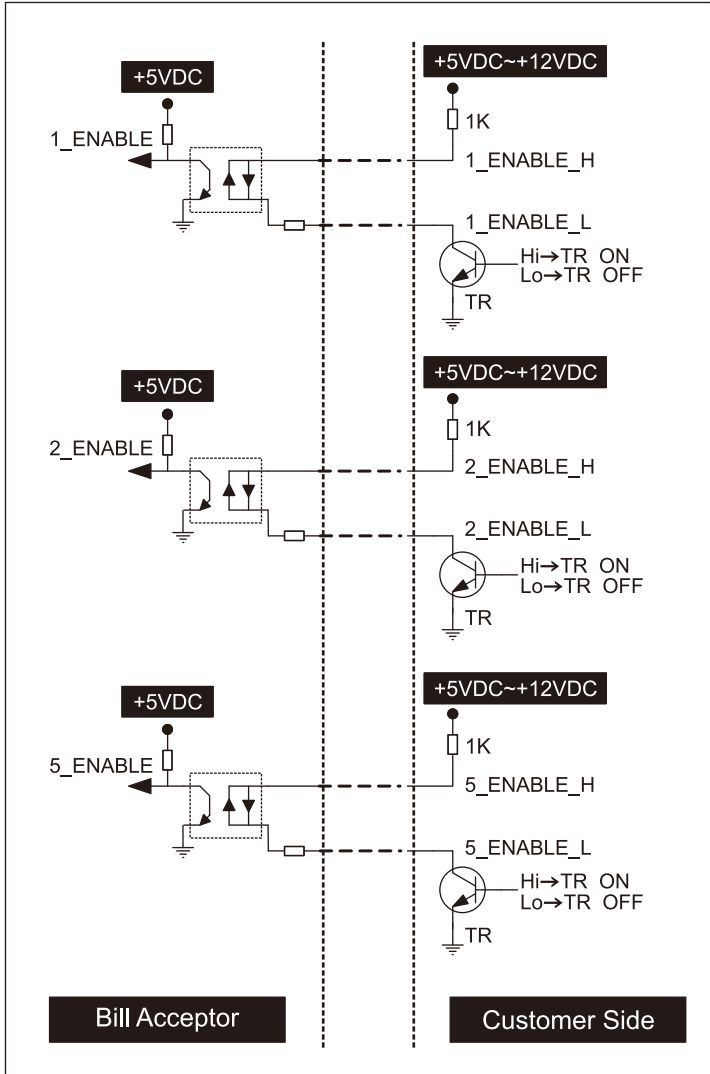 +5VDC
+5VDC~+12VDC
1_ENABLE
1K
1_ENABLE_H
1_ENABLE_L
Hi→TR ON
Lo→TR OFF
TR
+5VDC
+5VDC~+12VDC
2_ENABLE
1K
2_ENABLE_H
2_ENABLE_L
Hi→TR ON
Lo→TR OFF
TR
+5VDC
+5VDC~+12VDC
5_ENABLE
1K
5_ENABLE_H
5_ENABLE_L
Hi→TR ON
Lo→TR OFF
TR
Bill Acceptor
Customer Side